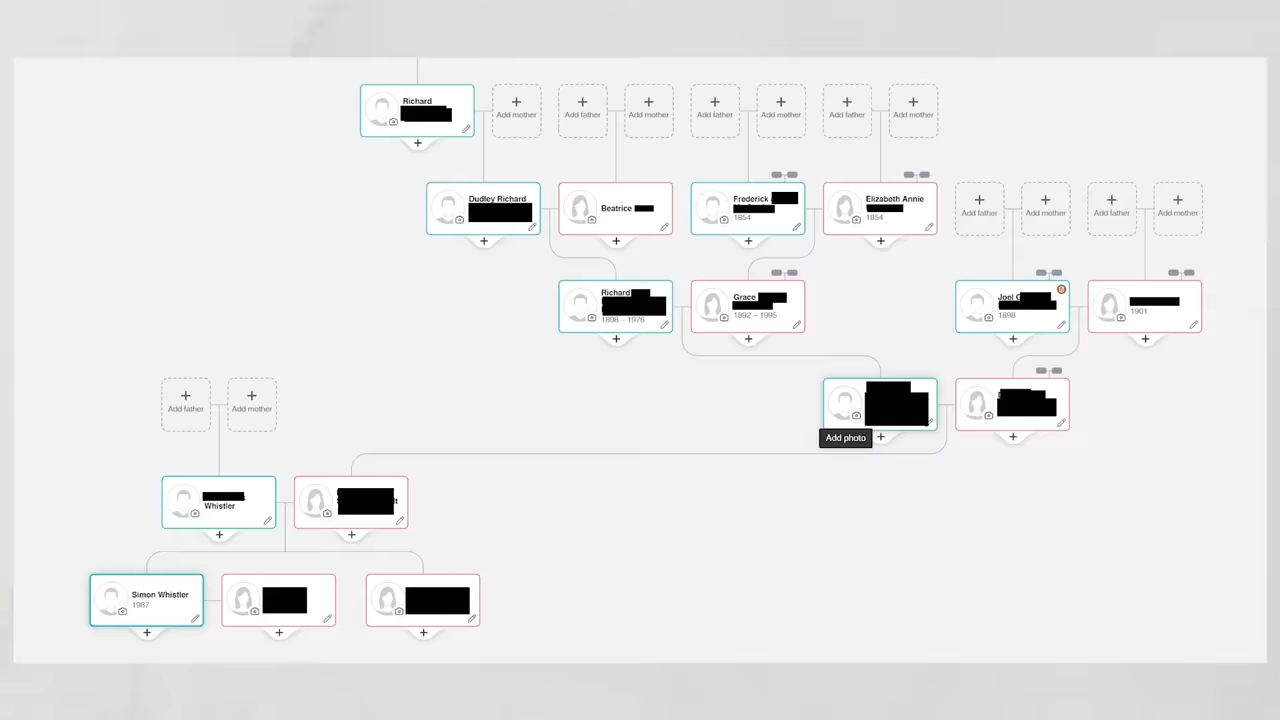 Richard
Add mother
Add father
Add mother
Add father
Add mother
Add father
Add mother
Dudley Richard
Beatrice
Frederick
1854
Elizabeth Annie
1854
Add father
Add mother
Add father
Add mother
Richard
1898 – 1976
Grace
1892 – 1995
Joel
1898
1901
Add father
Add mother
Add photo
Whistler
Simon Whistler
1987